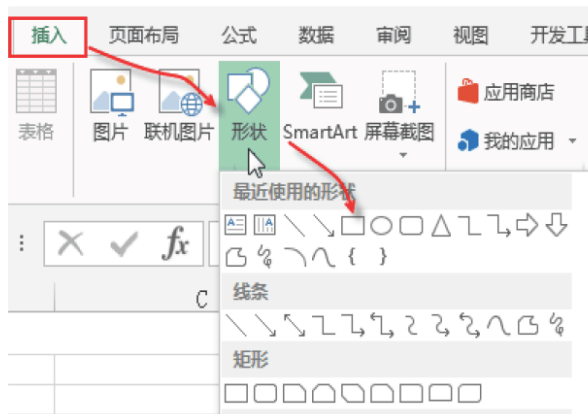 插入 页面布局 公式 数据 审阅 视图 开发工
表格 图片 联机图片 形状 SmartArt 屏幕截图 应用商店
我的应用
最近使用的形状
fx
C
线条
矩形